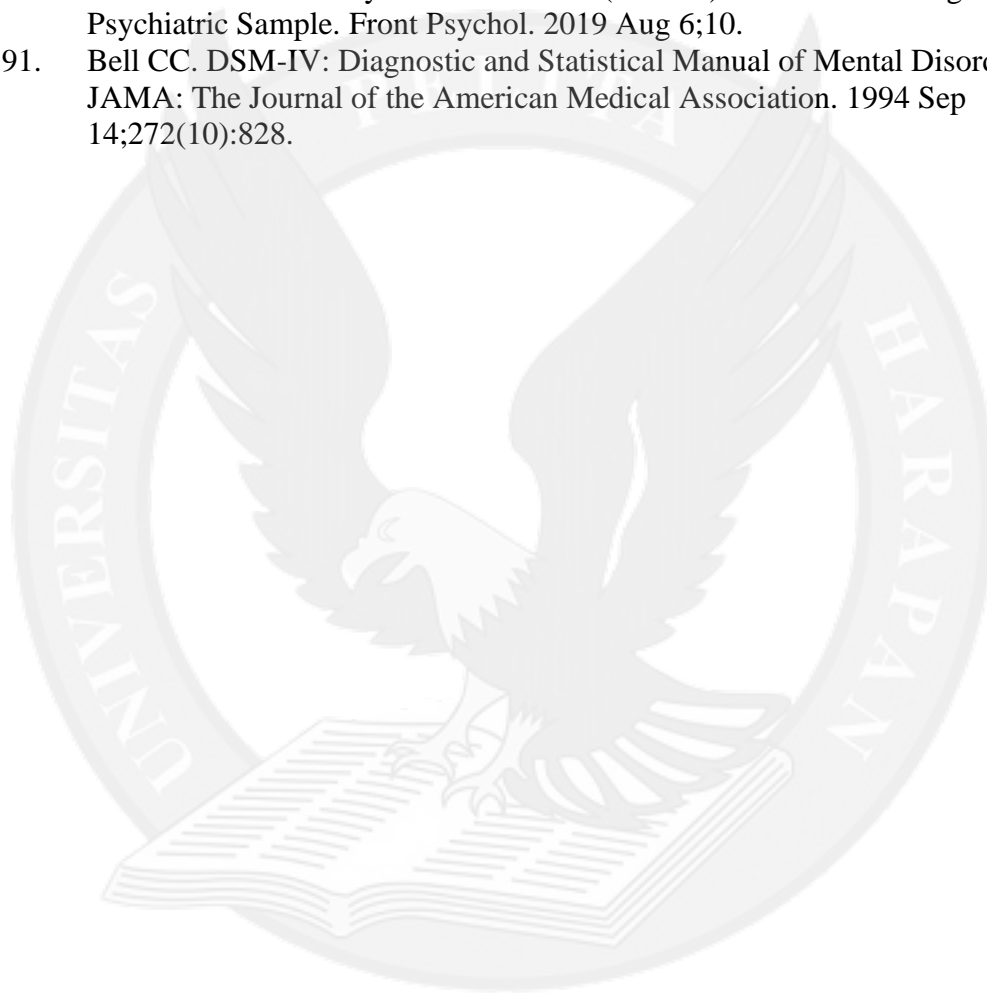 Psychiatric Sample. Front Psychol. 2019 Aug 6;10.
91. Bell CC. DSM-IV: Diagnostic and Statistical Manual of Mental
JAMA: The Journal of the American Medical Association. 1994 Sep
14;272(10):828.
UNIVERSITAS
PELITA
HARAPAN